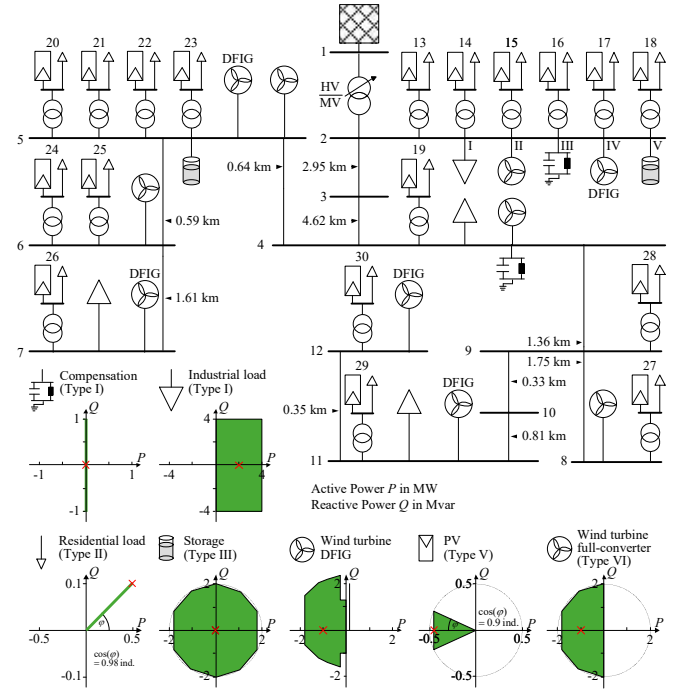 20 21 22 23 DFIG 1 13 14 15 16 17 18
HV
MV
5 2 I II III IV V
24 25 0.64 km 2.95 km 19 DFIG
3
0.59 km 4.62 km
6 4
26 DFIG 30 DFIG 28
1.61 km 1.36 km
7 12 9
1.75 km
Compensation
(Type I)
Industrial load
(Type I)
29 DFIG 0.33 km 27
0.35 km 10
0.81 km
11 8
Q
1
P
-1 1
-1
Q
4
P
-4 4
-4
Active Power P in MW
Reactive Power Q in Mvar
Residential load
(Type II)
Storage
(Type III)
Wind turbine
DFIG
PV
(Type V)
Wind turbine
full-converter
(Type VI)
Q
0.1
φ
P
-0.5 0.5
cos(φ)
= 0.98 ind.
-0.1
Q
2
P
-2 2
-2
Q
2
P
-2 2
-2
Q
0.5
cos(φ)
= 0.9 ind.
φ
P
-0.5 0.5
-0.5
Q
2
P
-2 2
-2